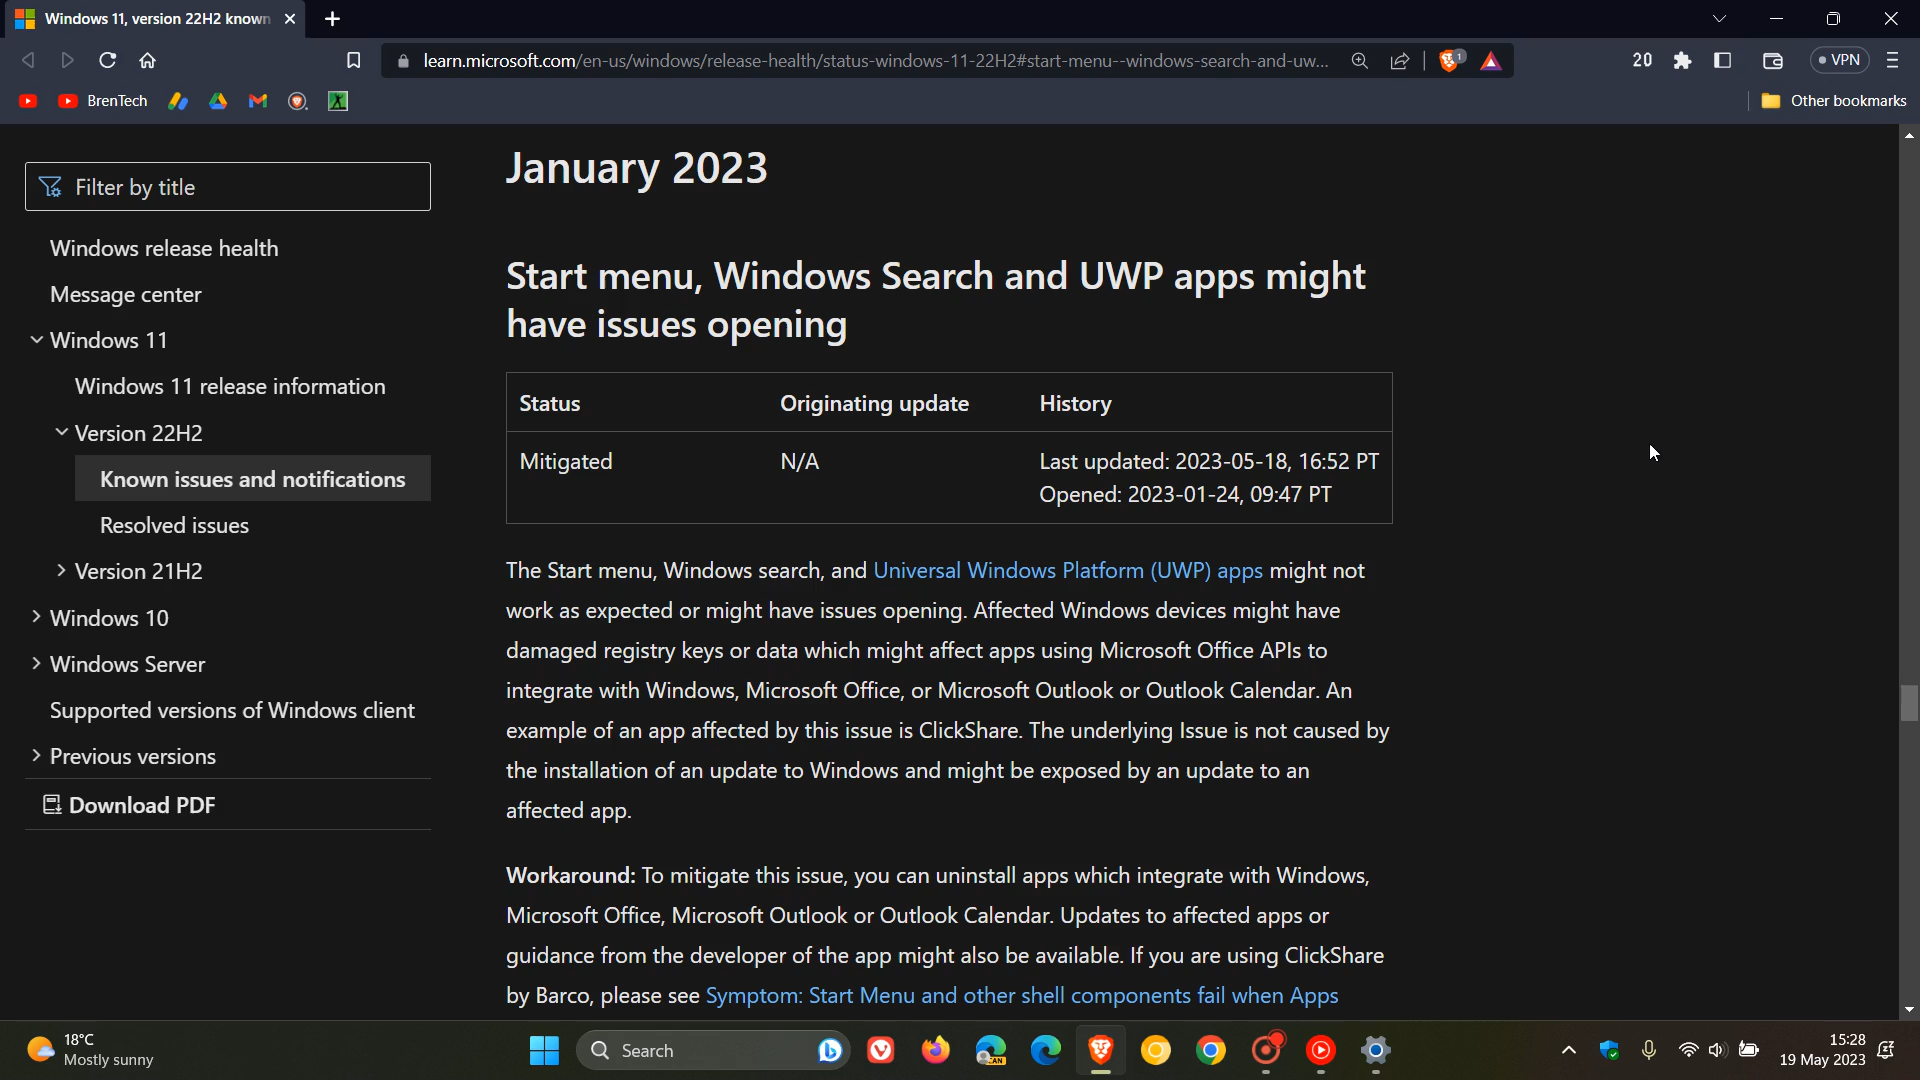 Windows 11, version 22H2 known
learn.microsoft.com/en-us/windows/release-health/status-windows-11-22H2#start-menu--windows-search-and-uw...
1
20
VPN
BrenTech
Other bookmarks
Filter by title
Windows release health
Message center
Windows 11
Windows 11 release information
Version 22H2
Known issues and notifications
Resolved issues
Version 21H2
Windows 10
Windows Server
Supported versions of Windows client
Previous versions
Download PDF
January 2023
Start menu, Windows Search and UWP apps might
have issues opening
Status Originating update History
Mitigated N/A Last updated: 2023-05-18, 16:52 PT
Opened: 2023-01-24, 09:47 PT
The Start menu, Windows search, and Universal Windows Platform (UWP) apps might not
work as expected or might have issues opening. Affected Windows devices might have
damaged registry keys or data which might affect apps using Microsoft Office APIs to
integrate with Windows, Microsoft Office, or Microsoft Outlook or Outlook Calendar. An
example of an app affected by this issue is ClickShare. The underlying Issue is not caused by
the installation of an update to Windows and might be exposed by an update to an
affected app.
Workaround: To mitigate this issue, you can uninstall apps which integrate with Windows,
Microsoft Office, Microsoft Outlook or Outlook Calendar. Updates to affected apps or
guidance from the developer of the app might also be available. If you are using ClickShare
by Barco, please see Symptom: Start Menu and other shell components fail when Apps
18°C
Mostly sunny
Search
CAN
15:28
19 May 2023